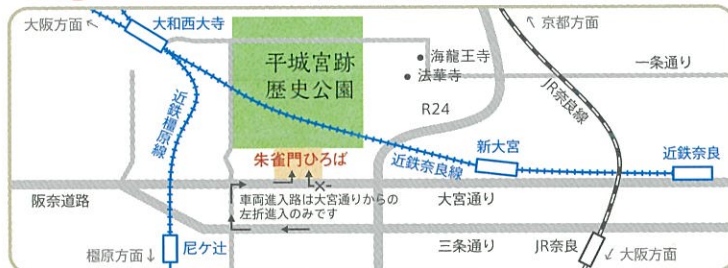 大阪方面
大和西大寺
京都方面
平城宮跡
歴史公園
海龍王寺
法華寺
一条通り
JR奈良線
近鉄橿原線
R24
新大宮
近鉄奈良
朱雀門ひろば
近鉄奈良線
阪奈道路
車両進入路は大宮通りからの
左折進入のみです
大宮通り
橿原方面↓
尼ケ辻
三条通り
JR奈良
大阪方面